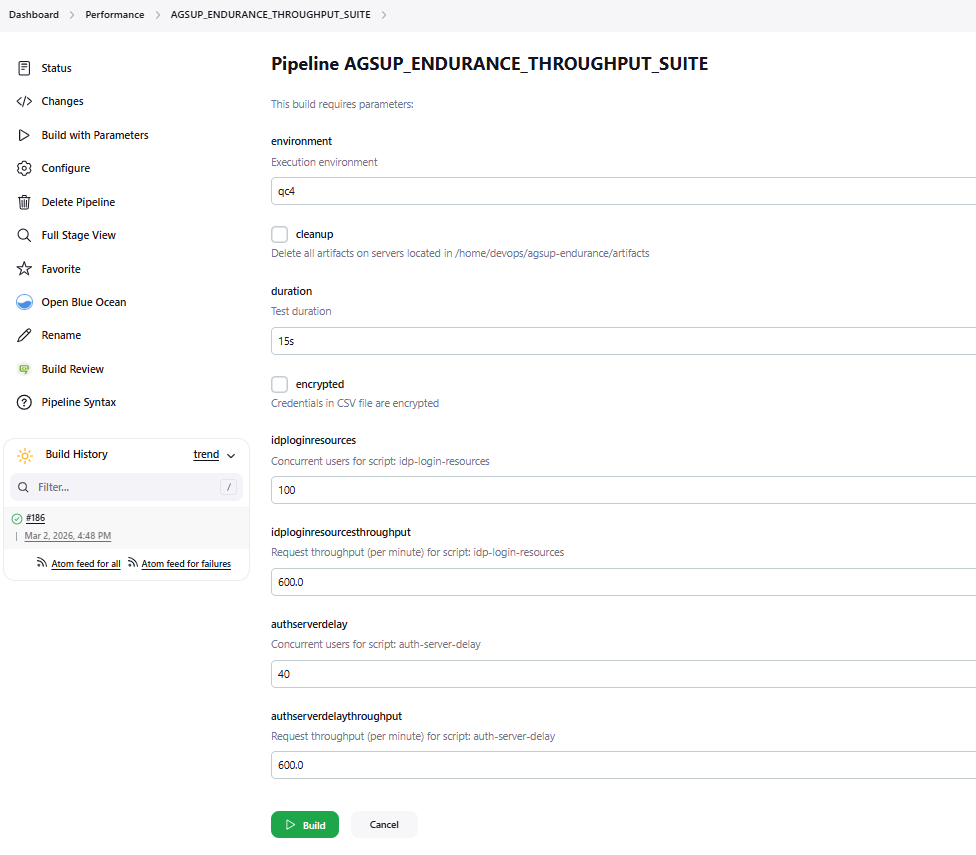 Dashboard > Performance > AGSUP_ENDURANCE_THROUGHPUT_SUITE >
Status
Changes
Build with Parameters
Configure
Delete Pipeline
Full Stage View
Favorite
Open Blue Ocean
Rename
Build Review
Pipeline Syntax
Build History trend
Filter... /
#186
Mar 2, 2026, 4:48 PM
Atom feed for all Atom feed for failures
Pipeline AGSUP_ENDURANCE_THROUGHPUT_SUITE
This build requires parameters:
environment
Execution environment
qc4
cleanup
Delete all artifacts on servers located in /home/devops/agsup-endurance/artifacts
duration
Test duration
15s
encrypted
Credentials in CSV file are encrypted
idploginresources
Concurrent users for script: idp-login-resources
100
idploginresourcesthroughput
Request throughput (per minute) for script: idp-login-resources
600.0
authserverdelay
Concurrent users for script: auth-server-delay
40
authserverdelaythroughput
Request throughput (per minute) for script: auth-server-delay
600.0
Build Cancel